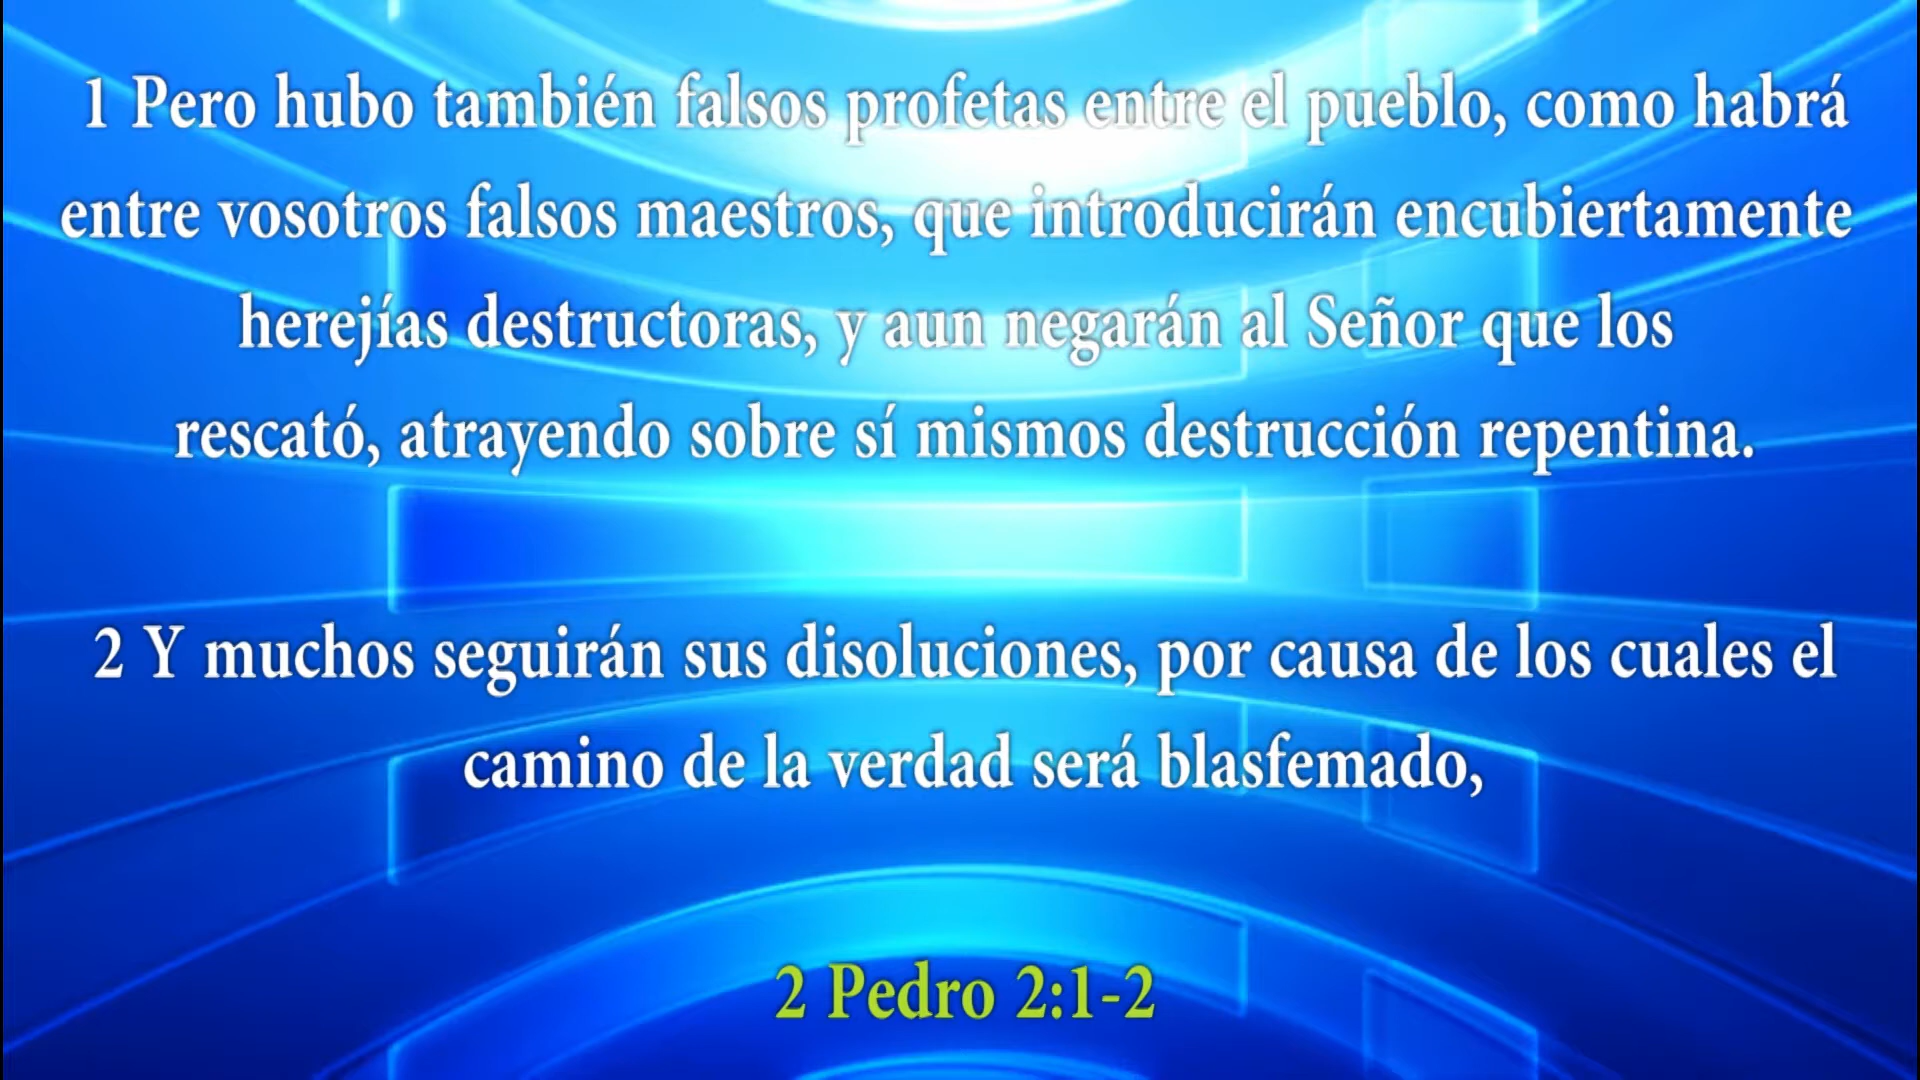 1 Pero hubo también falsos profetas entre el pueblo, como habrá
entre vosotros falsos maestros, que introducirán encubiertamente
herejías destructoras, y aun negarán al Señor que los
rescató, atrayendo sobre sí mismos destrucción repentina.
2 Y muchos seguirán sus disoluciones, por causa de los cuales el
camino de la verdad será blasfemado,
2 Pedro 2:1-2